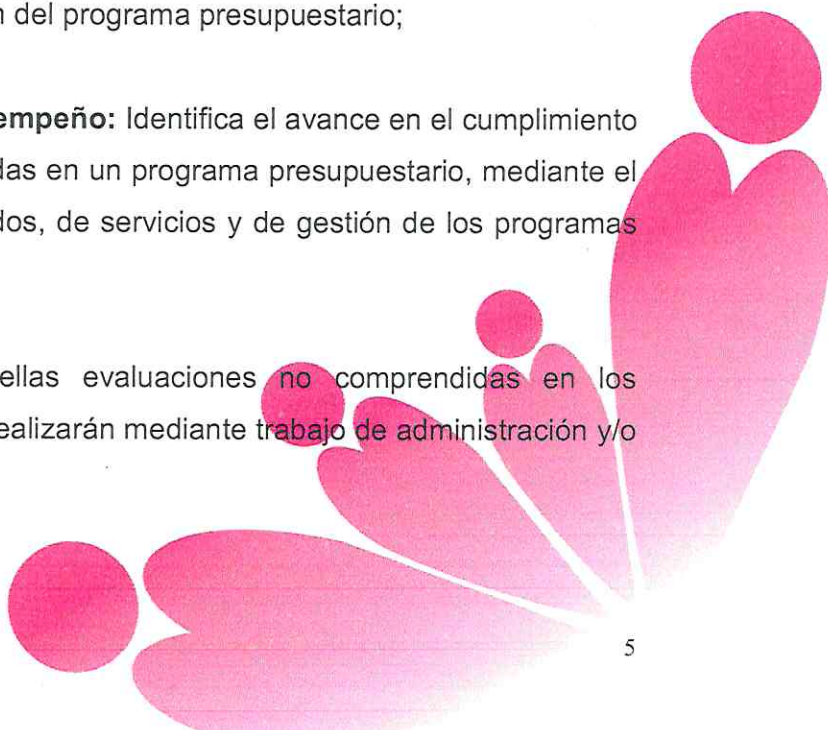 del programa presupuestario;
empeño: Identifica el avance en el cumplimiento
das en un programa presupuestario, mediante el
dos, de servicios y de gestión de los programas
ellas evaluaciones no comprendidas en los
ealizarán mediante trabajo de administración y/o
5